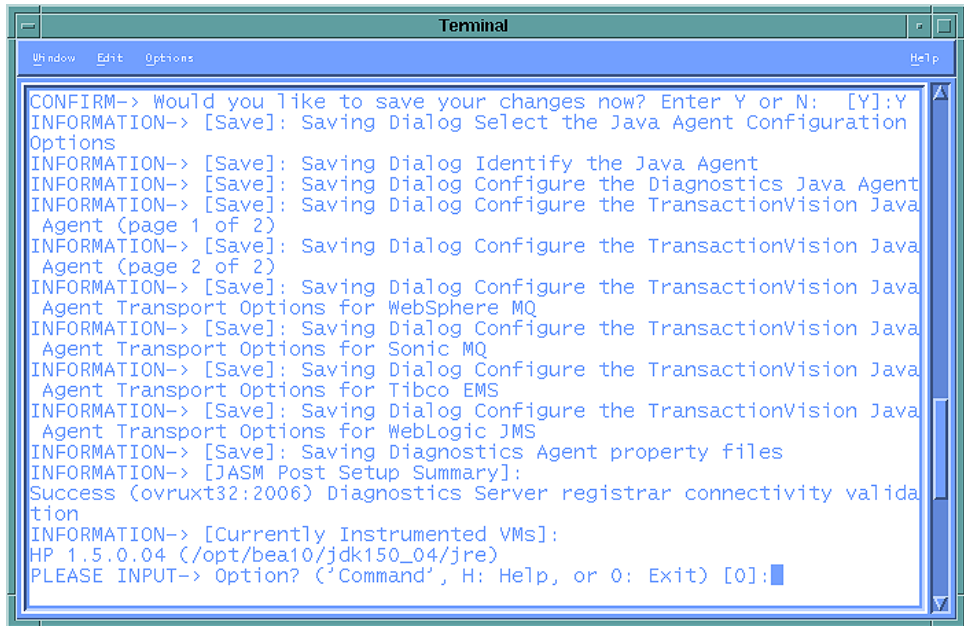 Terminal
Window Edit Options Help
CONFIRM-> Would you like to save your changes now? Enter Y or N:  [Y]:Y
INFORMATION-> [Save]: Saving Dialog Select the Java Agent Configuration
Options
INFORMATION-> [Save]: Saving Dialog Identify the Java Agent
INFORMATION-> [Save]: Saving Dialog Configure the Diagnostics Java Agent
INFORMATION-> [Save]: Saving Dialog Configure the TransactionVision Java
 Agent (page 1 of 2)
INFORMATION-> [Save]: Saving Dialog Configure the TransactionVision Java
 Agent (page 2 of 2)
INFORMATION-> [Save]: Saving Dialog Configure the TransactionVision Java
 Agent Transport Options for WebSphere MQ
INFORMATION-> [Save]: Saving Dialog Configure the TransactionVision Java
 Agent Transport Options for Sonic MQ
INFORMATION-> [Save]: Saving Dialog Configure the TransactionVision Java
 Agent Transport Options for Tibco EMS
INFORMATION-> [Save]: Saving Dialog Configure the TransactionVision Java
 Agent Transport Options for WebLogic JMS
INFORMATION-> [Save]: Saving Diagnostics Agent property files
INFORMATION-> [JASM Post Setup Summary]:
Success (ovruxt32:2006) Diagnostics Server registrar connectivity valida
tion
INFORMATION-> [Currently Instrumented VMs]:
HP 1.5.0.04 (/opt/bea10/jdk150_04/jre)
PLEASE INPUT-> Option? ('Command', H: Help, or O: Exit) [O]: